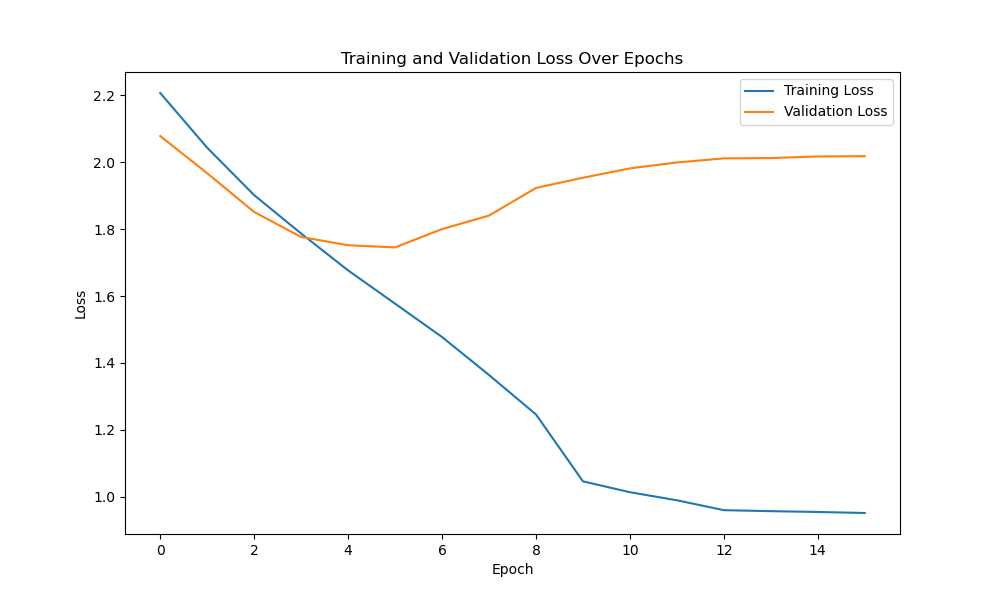 Training and Validation Loss Over Epochs
Training Loss
Validation Loss
2.2
2.0
1.8
1.6
1.4
1.2
1.0
Loss
0 2 4 6 8 10 12 14
Epoch